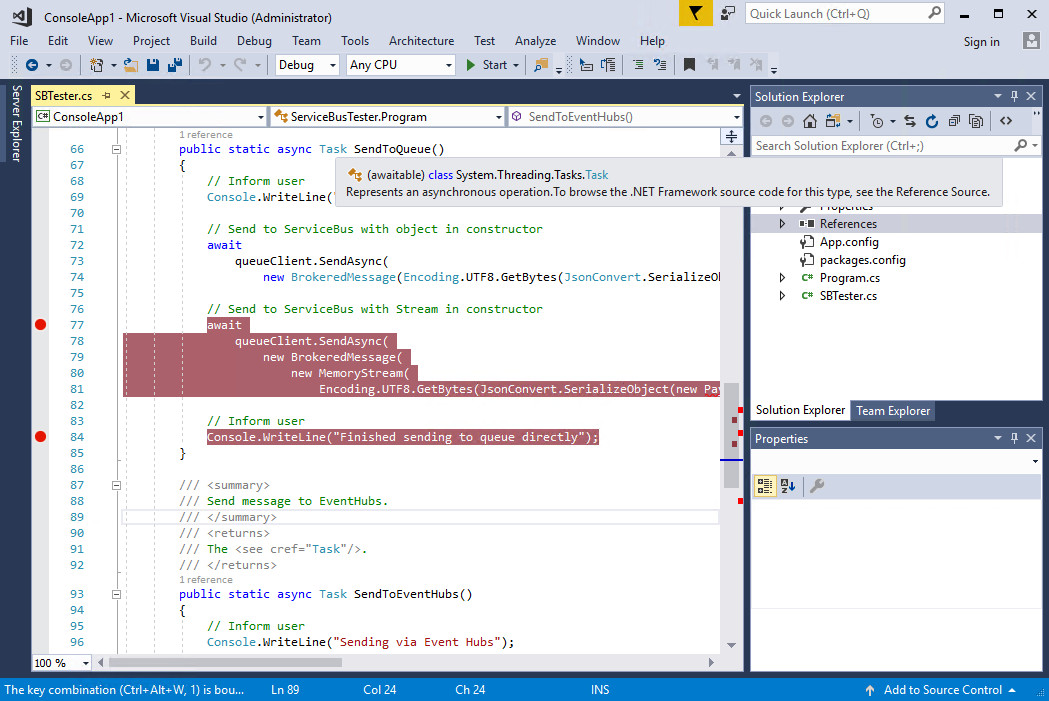 ConsoleApp1 - Microsoft Visual Studio (Administrator)
Quick Launch (Ctrl+Q)
File Edit View Project Build Debug Team Tools Architecture Test Analyze Window Help Sign in
Debug Any CPU Start
Server Explorer
SBTester.cs
ConsoleApp1 ServiceBusTester.Program SendToEventHubs()
1 reference
66 public static async Task SendToQueue()
67 {
68 // Inform user
69 Console.WriteLine(
70
71 // Send to ServiceBus with object in constructor
72 await
73 queueClient.SendAsync(
74 new BrokeredMessage(Encoding.UTF8.GetBytes(JsonConvert.SerializeOb
75
76 // Send to ServiceBus with Stream in constructor
77 await
78 queueClient.SendAsync(
79 new BrokeredMessage(
80 new MemoryStream(
81 Encoding.UTF8.GetBytes(JsonConvert.SerializeObject(new Pay
82
83 // Inform user
84 Console.WriteLine("Finished sending to queue directly");
85 }
86
87 /// <summary>
88 /// Send message to EventHubs.
89 /// </summary>
90 /// <returns>
91 /// The <see cref="Task"/>.
92 /// </returns>
1 reference
93 public static async Task SendToEventHubs()
94 {
95 // Inform user
96 Console.WriteLine("Sending via Event Hubs");
100 %
(awaitable) class System.Threading.Tasks.Task
Represents an asynchronous operation.To browse the .NET Framework source code for this type, see the Reference Source.
Solution Explorer
Search Solution Explorer (Ctrl+;)
Properties
References
App.config
packages.config
C# Program.cs
C# SBTester.cs
Solution Explorer Team Explorer
Properties
The key combination (Ctrl+Alt+W, 1) is bou... Ln 89 Col 24 Ch 24 INS Add to Source Control